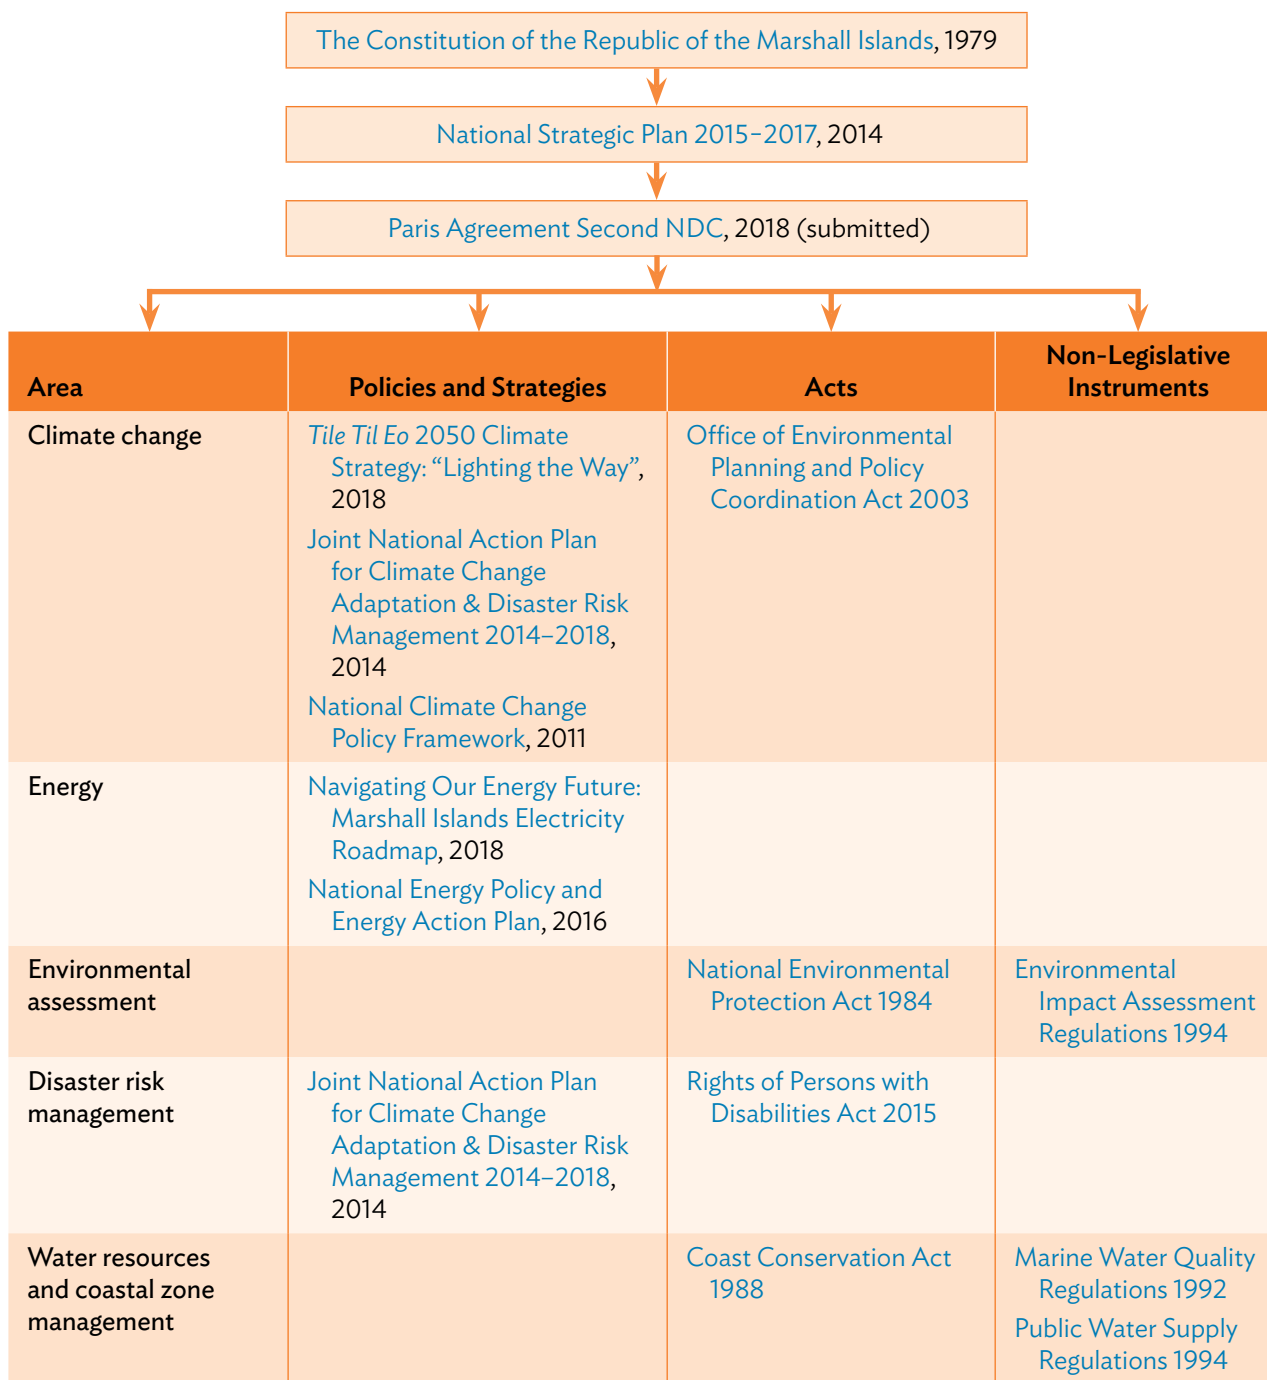 The Constitution of the Republic of the Marshall Islands, 1979
National Strategic Plan 2015–2017, 2014
Paris Agreement Second NDC, 2018 (submitted)
Area
Policies and Strategies
Acts
Non-Legislative
Instruments
Climate change
Tile Til Eo 2050 Climate
Strategy: “Lighting the Way”,
2018
Joint National Action Plan
for Climate Change
Adaptation & Disaster Risk
Management 2014–2018,
2014
National Climate Change
Policy Framework, 2011
Office of Environmental
Planning and Policy
Coordination Act 2003
Energy
Navigating Our Energy Future:
Marshall Islands Electricity
Roadmap, 2018
National Energy Policy and
Energy Action Plan, 2016
Environmental
assessment
National Environmental
Protection Act 1984
Environmental
Impact Assessment
Regulations 1994
Disaster risk
management
Joint National Action Plan
for Climate Change
Adaptation & Disaster Risk
Management 2014–2018,
2014
Rights of Persons with
Disabilities Act 2015
Water resources
and coastal zone
management
Coast Conservation Act
1988
Marine Water Quality
Regulations 1992
Public Water Supply
Regulations 1994